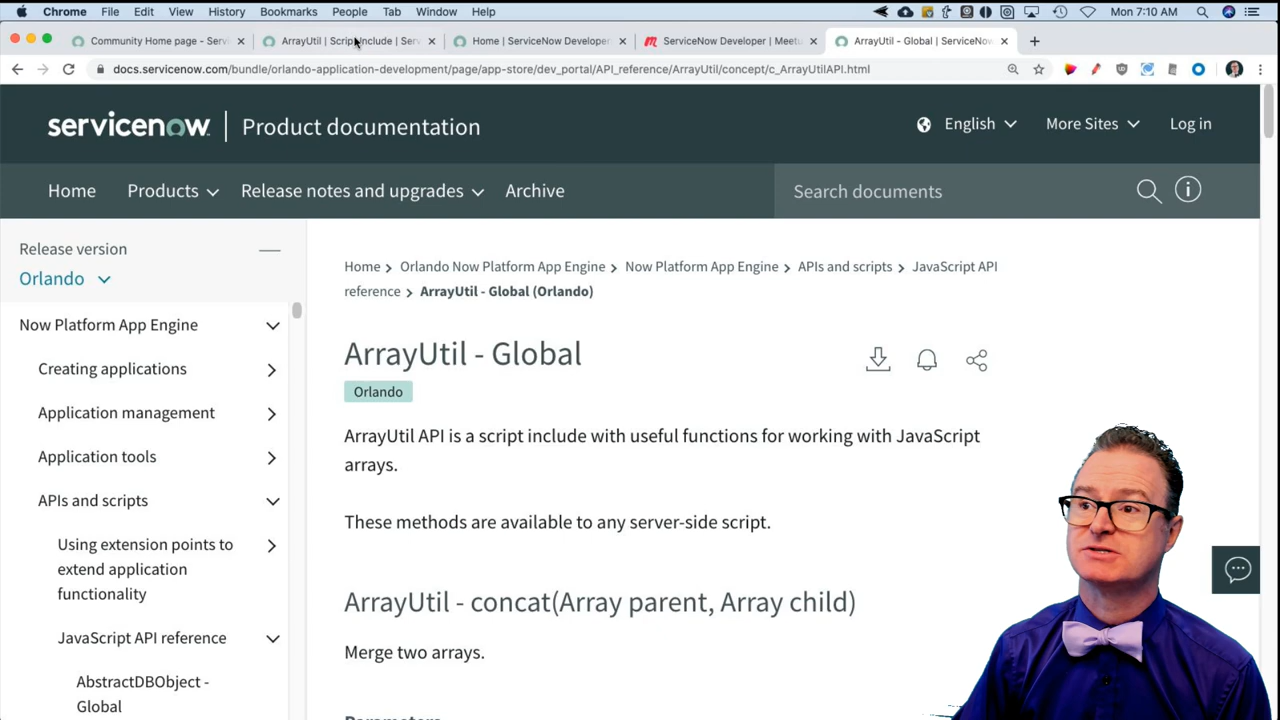 Chrome File Edit View History Bookmarks People Tab Window Help Mon 7:10 AM
Community Home page - Servi ArrayUtil | Script Include | Serv Home | ServiceNow Developer ServiceNow Developer | Meetu ArrayUtil - Global | ServiceNow
docs.servicenow.com/bundle/orlando-application-development/page/app-store/dev_portal/API_reference/ArrayUtil/concept/c_ArrayUtilAPI.html
servicenow Product documentation English More Sites Log in
Home Products Release notes and upgrades Archive Search documents
Release version
Orlando
Now Platform App Engine
Creating applications
Application management
Application tools
APIs and scripts
Using extension points to
extend application
functionality
JavaScript API reference
AbstractDBObject -
Global
Home > Orlando Now Platform App Engine > Now Platform App Engine > APIs and scripts > JavaScript API
reference > ArrayUtil - Global (Orlando)
ArrayUtil - Global
Orlando
ArrayUtil API is a script include with useful functions for working with JavaScript
arrays.
These methods are available to any server-side script.
ArrayUtil - concat(Array parent, Array child)
Merge two arrays.
Parameters